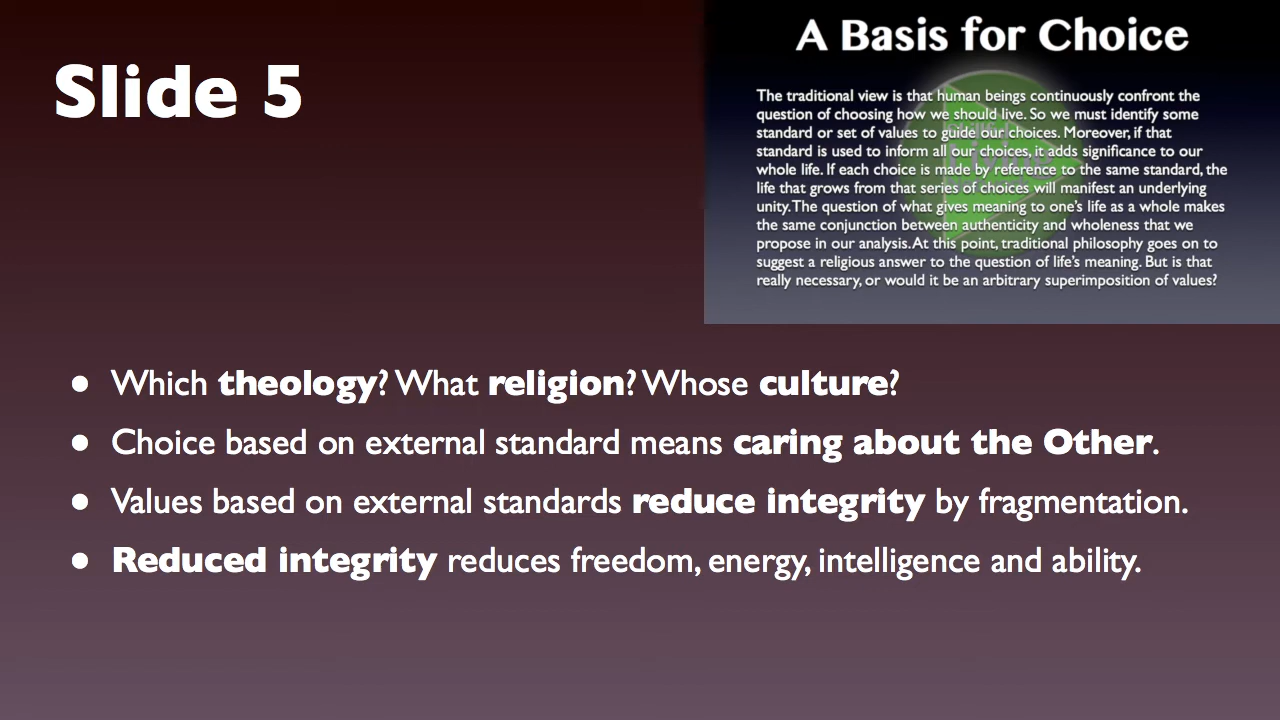 Slide 5
A Basis for Choice
The traditional view is that human beings continuously confront the
question of choosing how we should live. So we must identify some
standard or set of values to guide our choices. Moreover, if that
standard is used to inform all our choices, it adds significance to our
whole life. If each choice is made by reference to the same standard, the
life that grows from that series of choices will manifest an underlying
unity. The question of what gives meaning to one's life as a whole makes
the same conjunction between authenticity and wholeness that we
propose in our analysis. At this point, traditional philosophy goes on to
suggest a religious answer to the question of life's meaning. But is that
really necessary, or would it be an arbitrary superimposition of values?
• Which theology? What religion? Whose culture?
• Choice based on external standard means caring about the Other.
• Values based on external standards reduce integrity by fragmentation.
• Reduced integrity reduces freedom, energy, intelligence and ability.